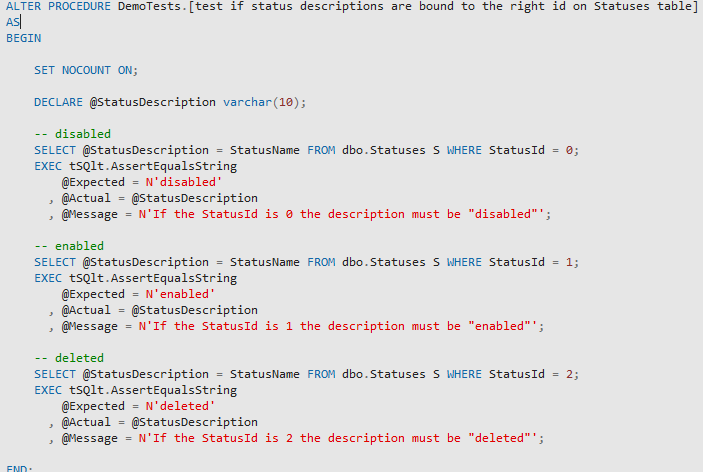 ALTER PROCEDURE DemoTests.[test if status descriptions are bound to the right id on Statuses table]
AS
BEGIN
SET NOCOUNT ON;
DECLARE @StatusDescription varchar(10);
-- disabled
SELECT @StatusDescription = StatusName FROM dbo.Statuses S WHERE StatusId = 0;
EXEC tSQlt.AssertEqualsString
@Expected = N'disabled'
, @Actual = @StatusDescription
, @Message = N'If the StatusId is 0 the description must be "disabled"';
-- enabled
SELECT @StatusDescription = StatusName FROM dbo.Statuses S WHERE StatusId = 1;
EXEC tSQlt.AssertEqualsString
@Expected = N'enabled'
, @Actual = @StatusDescription
, @Message = N'If the StatusId is 1 the description must be "enabled"';
-- deleted
SELECT @StatusDescription = StatusName FROM dbo.Statuses S WHERE StatusId = 2;
EXEC tSQlt.AssertEqualsString
@Expected = N'deleted'
, @Actual = @StatusDescription
, @Message = N'If the StatusId is 2 the description must be "deleted"';
END;